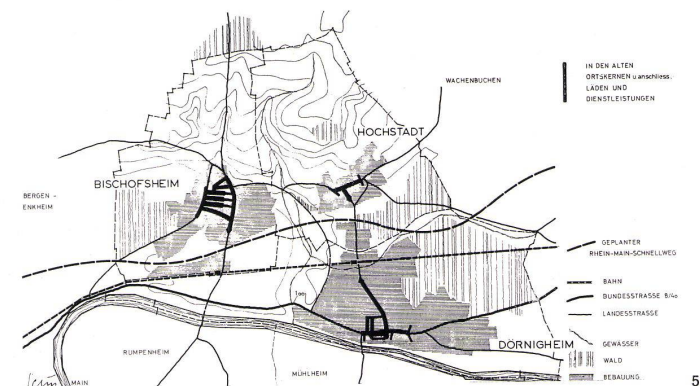 IN DEN ALTEN
ORTSKERNEN u anschliess.
LÄDEN UND
DIENSTLEISTUNGEN
WACHENBUCHEN
HOCHSTADT
BISCHOFSHEIM
BERGEN -
ENKHEIM
GEPLANTER
RHEIN-MAIN-SCHNELLWEG
BAHN
BUNDESSTRASSE 8/40
LANDESSTRASSE
100
DÖRNIGHEIM
GEWÄSSER
WALD
BEBAUUNG
RUMPENHEIM
MÜHLHEIM
MAIN
5